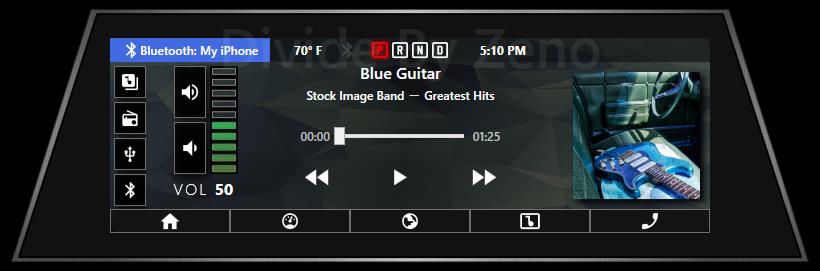 Divide By Zeno
Bluetooth: My iPhone
70° F
P R N D
5:10 PM
Blue Guitar
Stock Image Band — Greatest Hits
00:00
01:25
VOL 50